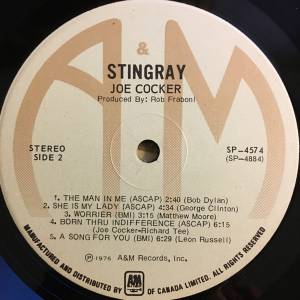 &
A M
STINGRAY
JOE COCKER
Produced By: Rob Fraboni
STEREO
SIDE 2
SP-4574
(SP-4884)
1. THE MAN IN ME (ASCAP) 2:40 (Bob Dylan)
2. SHE IS MY LADY (ASCAP) 4:34 (George Clinton)
3. WORRIER (BMI) 3:15 (Matthew Moore)
4. BORN THRU INDIFFERENCE (ASCAP) 6:15
(Joe Cocker-Richard Tee)
5. A SONG FOR YOU (BMI) 6:29 (Leon Russell)
℗ 1976 A&M Records, Inc.
MANUFACTURED AND DISTRIBUTED BY A&M RECORDS OF CANADA LIMITED. ALL RIGHTS RESERVED